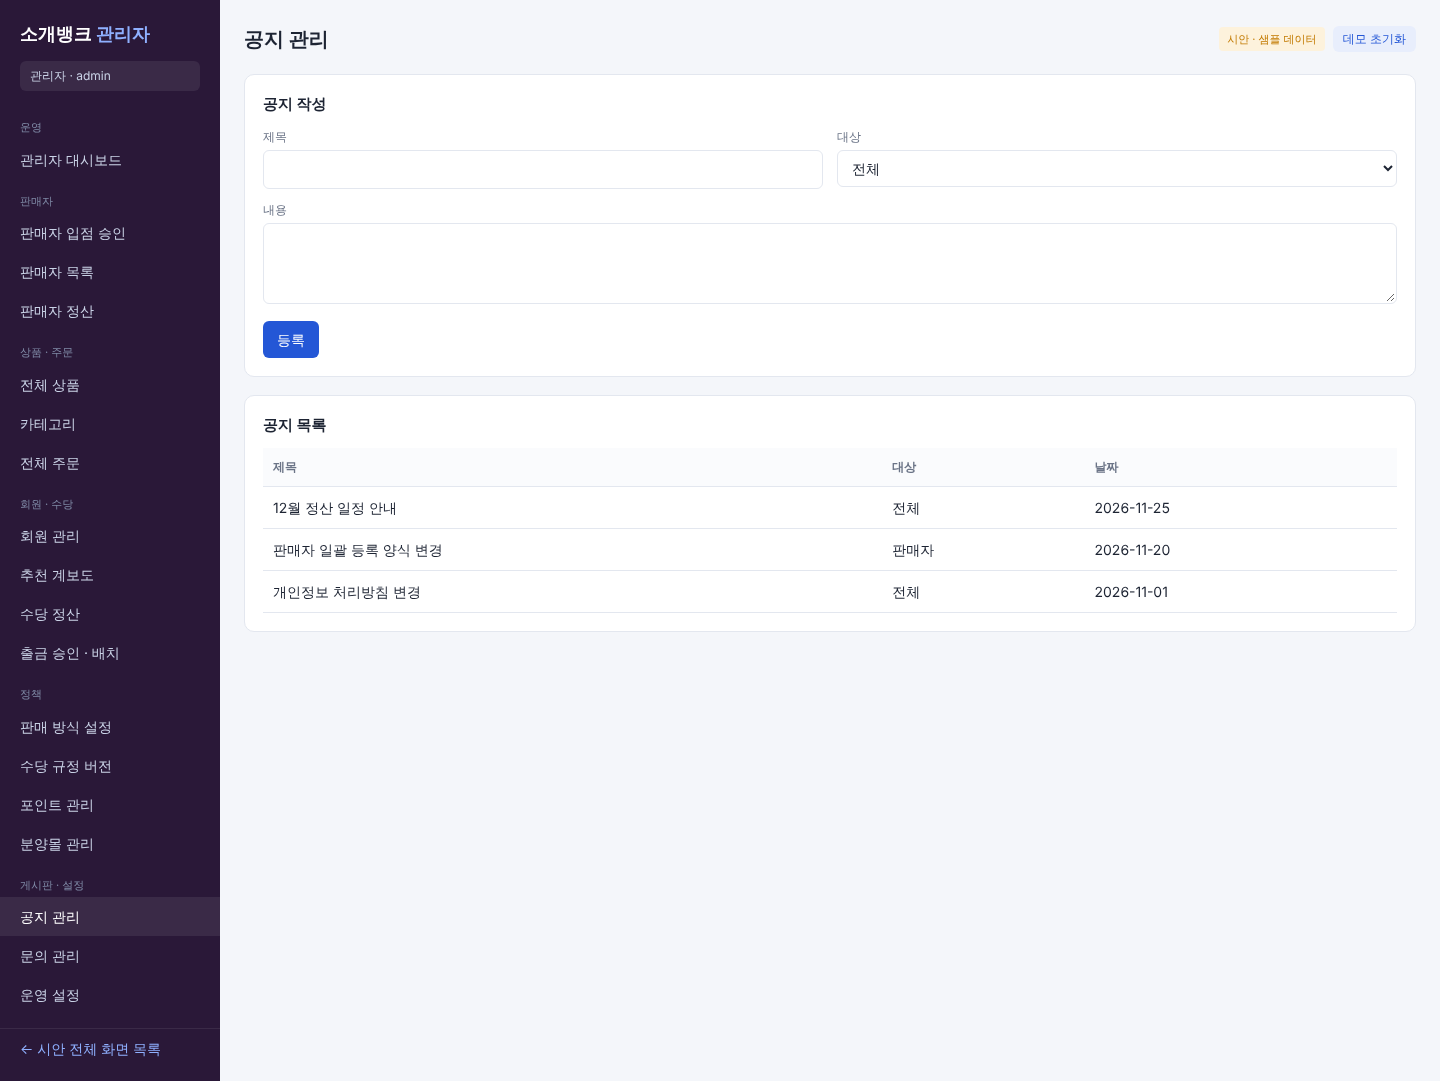 소개뱅크 관리자
관리자 · admin
운영
관리자 대시보드
판매자
판매자 입점 승인
판매자 목록
판매자 정산
상품 · 주문
전체 상품
카테고리
전체 주문
회원 · 수당
회원 관리
추천 계보도
수당 정산
출금 승인 · 배치
정책
판매 방식 설정
수당 규정 버전
포인트 관리
분양몰 관리
게시판 · 설정
공지 관리
문의 관리
운영 설정
← 시안 전체 화면 목록
공지 관리
시안 · 샘플 데이터
데모 초기화
공지 작성
제목
대상
전체
내용
등록
공지 목록
제목 대상 날짜
12월 정산 일정 안내 전체 2026-11-25
판매자 일괄 등록 양식 변경 판매자 2026-11-20
개인정보 처리방침 변경 전체 2026-11-01